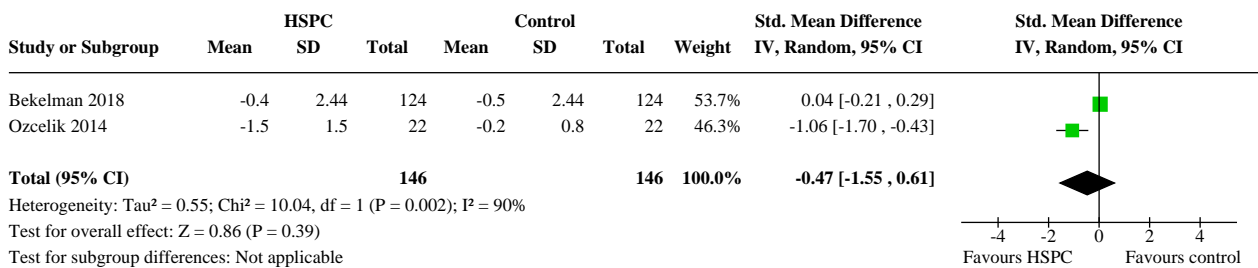 HSPC Control Std. Mean Difference Std. Mean Difference
Study or Subgroup Mean SD Total Mean SD Total Weight IV, Random, 95% CI IV, Random, 95% CI
Bekelman 2018 -0.4 2.44 124 -0.5 2.44 124 53.7% 0.04 [-0.21 , 0.29]
Ozcelik 2014 -1.5 1.5 22 -0.2 0.8 22 46.3% -1.06 [-1.70 , -0.43]
Total (95% CI) 146 146 100.0% -0.47 [-1.55 , 0.61]
Heterogeneity: Tau² = 0.55; Chi² = 10.04, df = 1 (P = 0.002); I² = 90%
Test for overall effect: Z = 0.86 (P = 0.39)
Test for subgroup differences: Not applicable
-4 -2 0 2 4
Favours HSPC Favours control